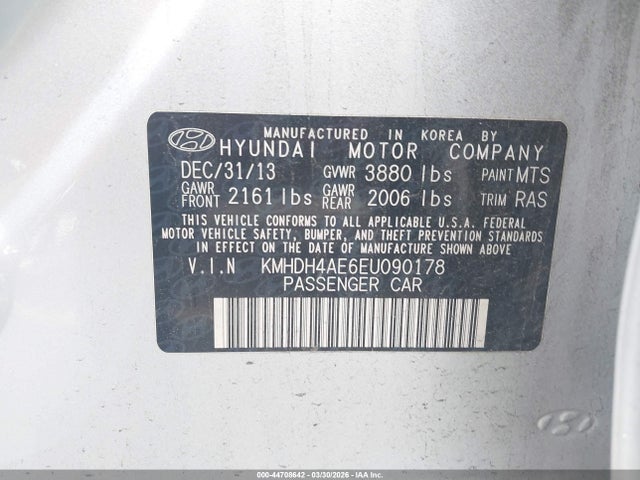 MANUFACTURED IN KOREA BY
HYUNDAI MOTOR COMPANY
DEC/31/13 GVWR 3880 lbs PAINT MTS
GAWR FRONT 2161 lbs GAWR REAR 2006 lbs TRIM RAS
THIS VEHICLE CONFORMS TO ALL APPLICABLE U.S.A. FEDERAL
MOTOR VEHICLE SAFETY, BUMPER, AND THEFT PREVENTION STANDARDS
IN EFFECT ON THE DATE OF MANUFACTURE SHOWN ABOVE
V.I.N KMHDH4AE6EU090178
PASSENGER CAR
000-44708642 - 03/30/2026 - IAA Inc.